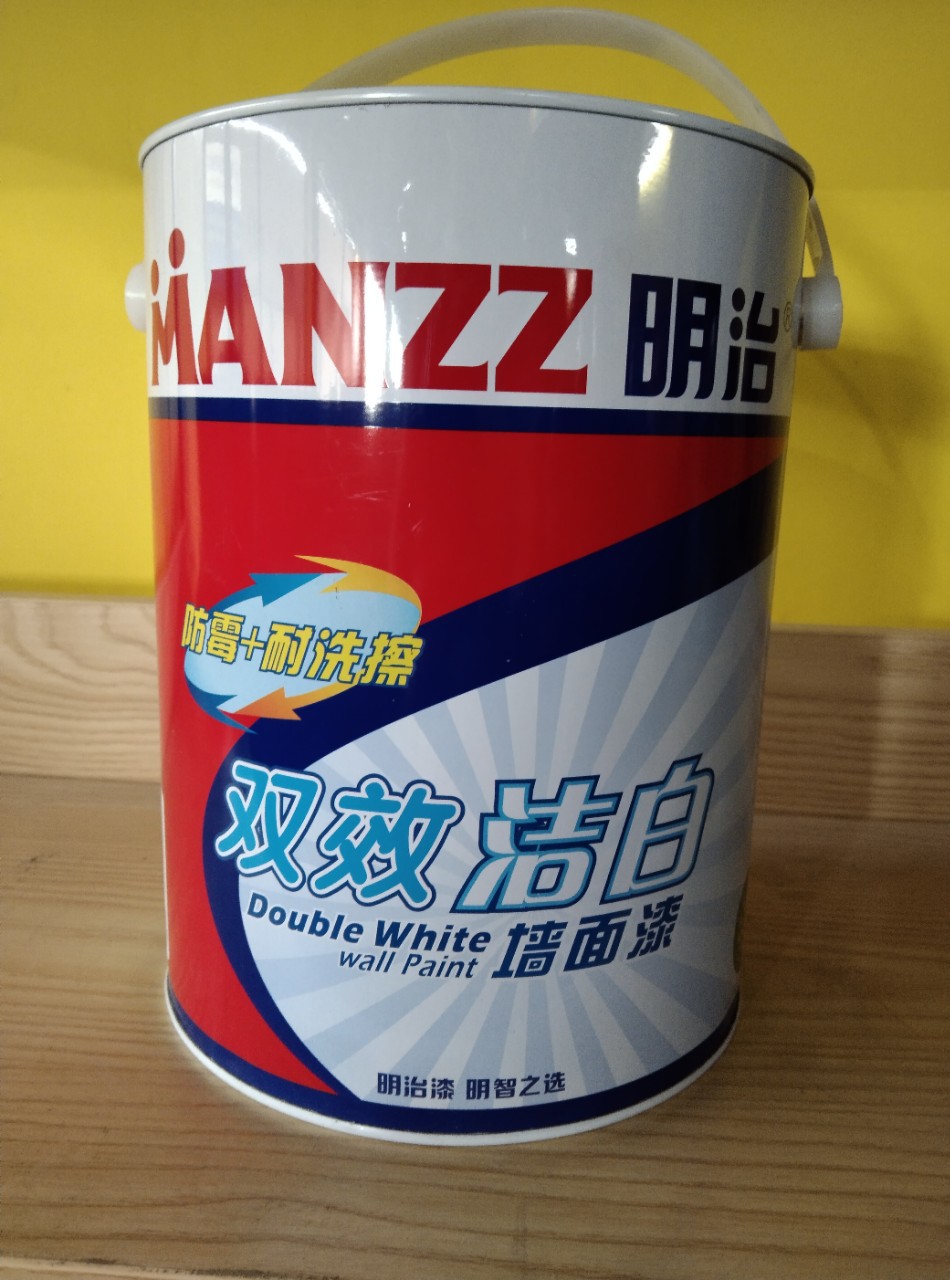 MANZZ 明治®
防霉+耐洗擦
双效洁白
Double White
wall Paint 墙面漆
明治漆 明智之选